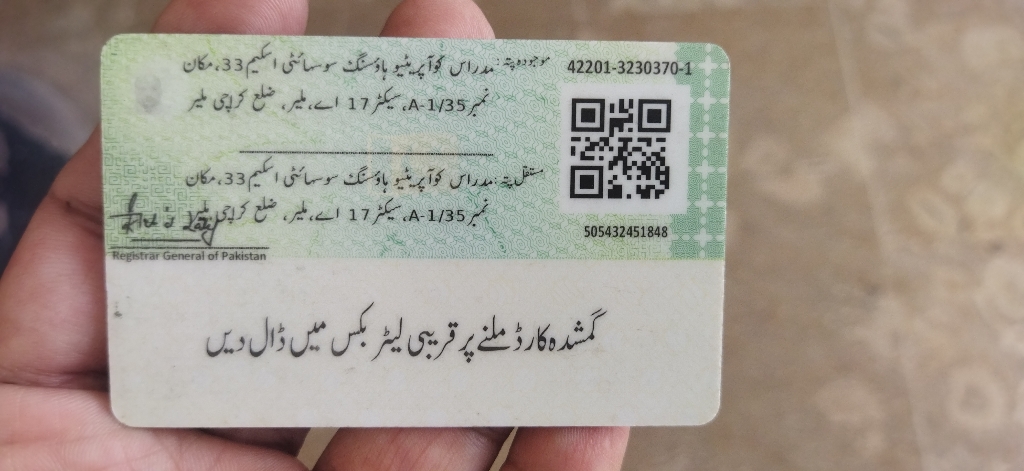 موجودہ پتہ: مدراس کوآپریٹیو ہاؤسنگ سوسائٹی اسکیم 33، مکان
نمبر A-1/35، سیکٹر 17 اے، ملیر، ضلع کراچی ملیر
42201-3230370-1
مستقل پتہ: مدراس کوآپریٹیو ہاؤسنگ سوسائٹی اسکیم 33، مکان
نمبر A-1/35، سیکٹر 17 اے، ملیر، ضلع کراچی ملیر
505432451848
Registrar General of Pakistan
گمشدہ کارڈ ملنے پر قریبی لیٹر بکس میں ڈال دیں